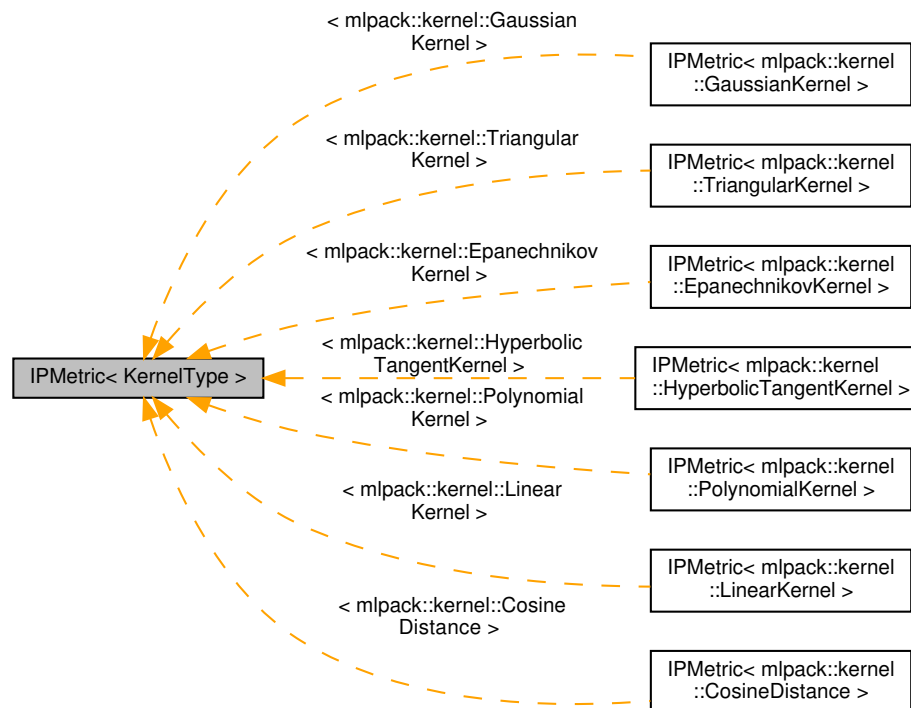 < mlpack::kernel::Gaussian
Kernel >
IPMetric< mlpack::kernel
::GaussianKernel >
< mlpack::kernel::Triangular
Kernel >
IPMetric< mlpack::kernel
::TriangularKernel >
< mlpack::kernel::Epanechnikov
Kernel >
IPMetric< mlpack::kernel
::EpanechnikovKernel >
< mlpack::kernel::Hyperbolic
TangentKernel >
IPMetric< mlpack::kernel
::HyperbolicTangentKernel >
IPMetric< KernelType >
< mlpack::kernel::Polynomial
Kernel >
IPMetric< mlpack::kernel
::PolynomialKernel >
< mlpack::kernel::Linear
Kernel >
IPMetric< mlpack::kernel
::LinearKernel >
< mlpack::kernel::Cosine
Distance >
IPMetric< mlpack::kernel
::CosineDistance >